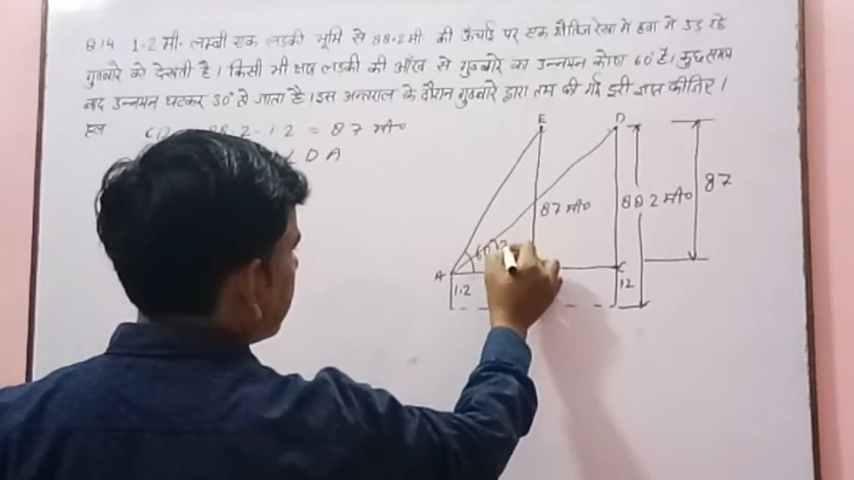 Q.14 1.2 मी. लम्बी एक लड़की भूमि से 88.2 मी. की ऊँचाई पर एक क्षैतिज रेखा में हवा में उड़ रहे
गुब्बारे को देखती है। किसी भी क्षण लड़की की आँख से गुब्बारे का उन्नयन कोण 60° है। कुछ समय
बाद उन्नयन घटकर 30° हो जाता है। इस अन्तराल के दौरान गुब्बारे द्वारा तय की गई दूरी ज्ञात कीजिए।
हल 88.2 - 1.2 = 87 मी०
D A
E D
87 मी०
88.2 मी०
87
60°
A C
1.2 1.2